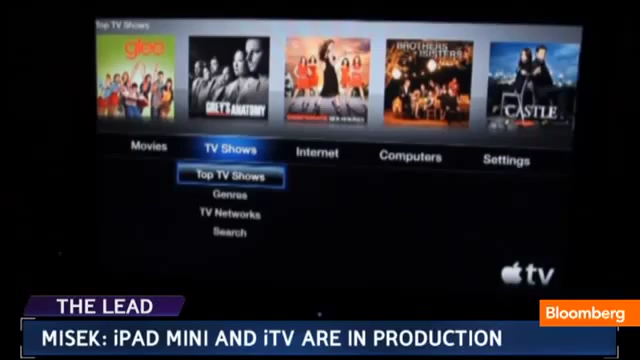 Top TV Shows
glee
GREY'S ANATOMY
BROTHERS
& SISTERS
CASTLE
Movies TV Shows Internet Computers Settings
Top TV Shows
Genres
TV Networks
Search
tv
THE LEAD
Bloomberg
MISEK: iPAD MINI AND iTV ARE IN PRODUCTION